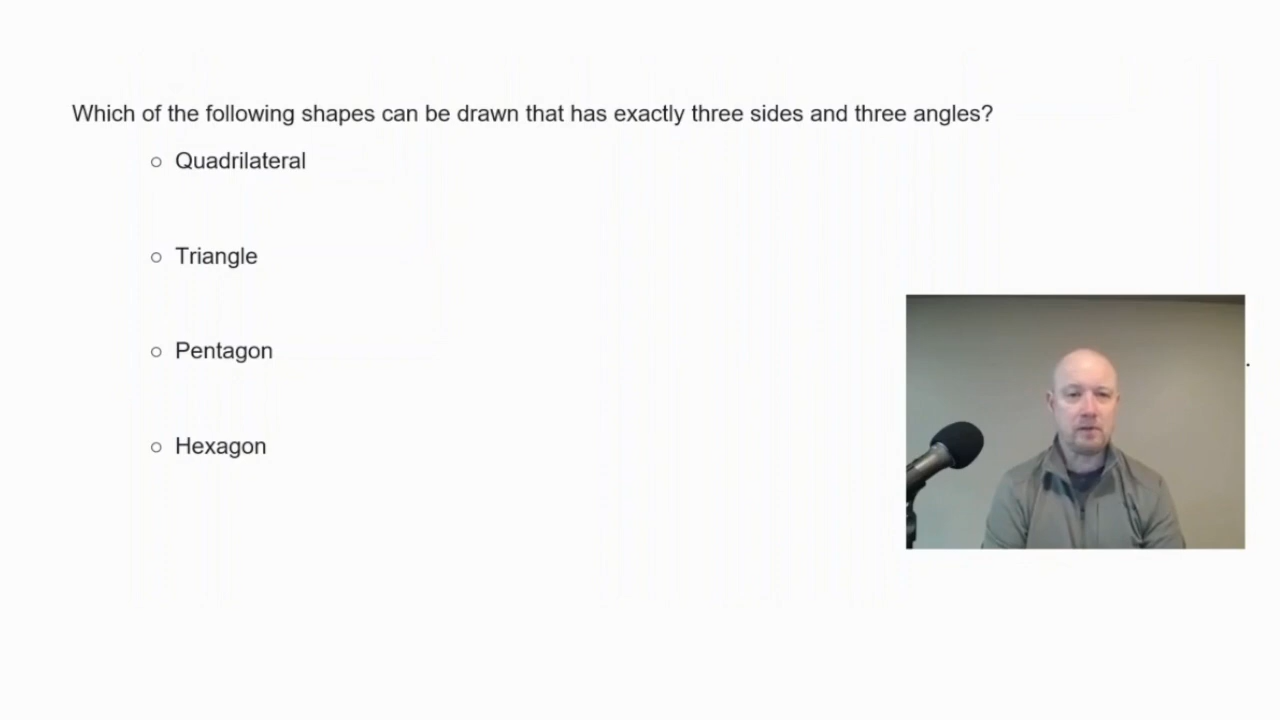 Which of the following shapes can be drawn that has exactly three sides and three angles?
Quadrilateral
Triangle
Pentagon
Hexagon